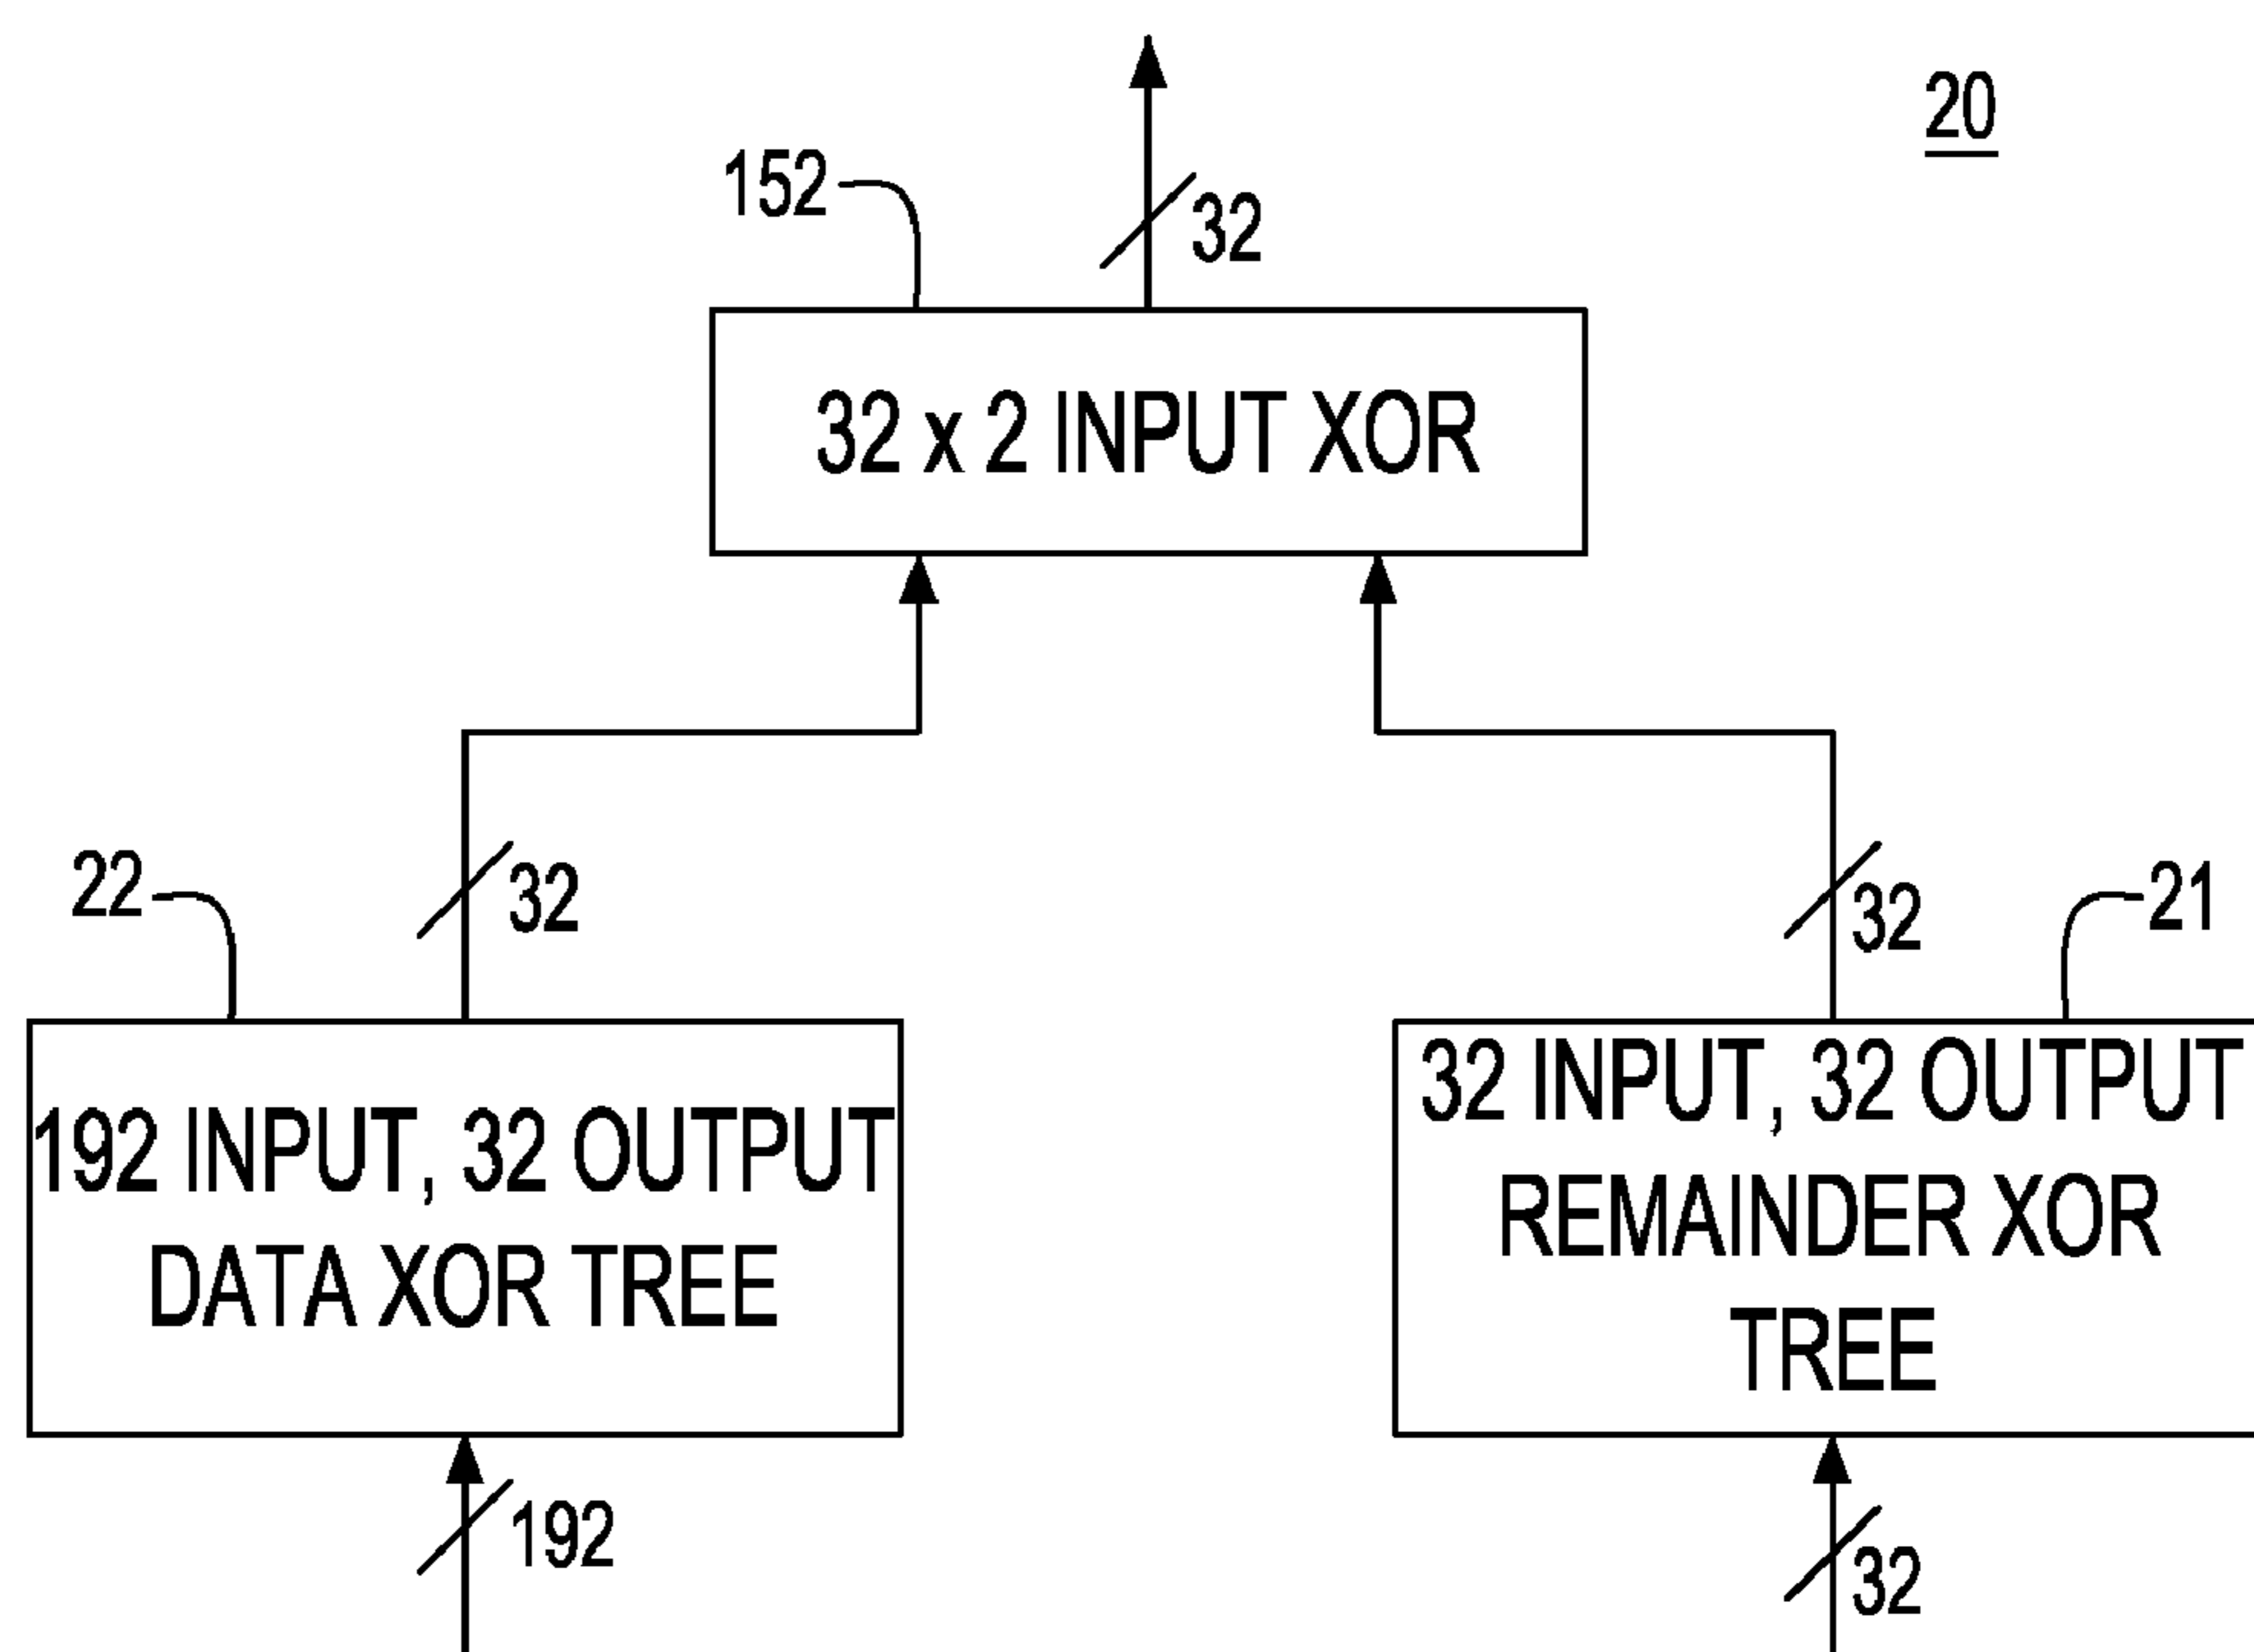 20
152
32
32 x 2 INPUT XOR
22
32
32
21
192 INPUT, 32 OUTPUT
DATA XOR TREE
32 INPUT, 32 OUTPUT
REMAINDER XOR
TREE
192
32